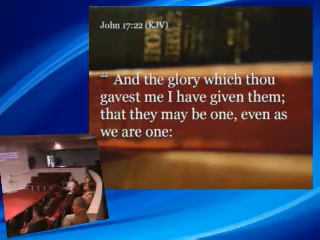 John 17:22 (KJV)
22 And the glory which thou
gavest me I have given them;
that they may be one, even as
we are one: